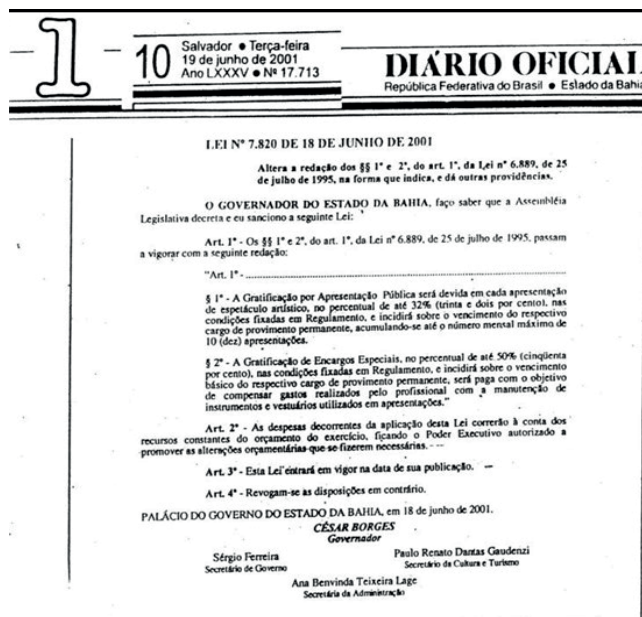 1
10
Salvador • Terça-feira
19 de junho de 2001
Ano LXXXV • Nº 17.713
DIÁRIO OFICIAL
República Federativa do Brasil • Estado da Bahia
LEI Nº 7.820 DE 18 DE JUNHO DE 2001
Altera a redação dos §§ 1º e 2º, do art. 1º, da Lei nº 6.889, de 25
de julho de 1995, na forma que indica, e dá outras providências.
O GOVERNADOR DO ESTADO DA BAHIA, faço saber que a Assembléia
Legislativa decreta e eu sanciono a seguinte Lei:
Art. 1º - Os §§ 1º e 2º, do art. 1º, da Lei nº 6.889, de 25 de julho de 1995, passam
a vigorar com a seguinte redação:
"Art. 1º - ..........................................................................................
§ 1º - A Gratificação por Apresentação Pública será devida em cada apresentação
de espetáculo artístico, no percentual de até 32% (trinta e dois por cento), nas
condições fixadas em Regulamento, e incidirá sobre o vencimento do respectivo
cargo de provimento permanente, acumulando-se até o número mensal máximo de
10 (dez) apresentações.
§ 2º - A Gratificação de Encargos Especiais, no percentual de até 50% (cinqüenta
por cento), nas condições fixadas em Regulamento, e incidirá sobre o vencimento
básico do respectivo cargo de provimento permanente, será paga com o objetivo
de compensar gastos realizados pelo profissional com a manutenção de
instrumentos e vestuários utilizados em apresentações."
Art. 2º - As despesas decorrentes da aplicação desta Lei correrão à conta dos
recursos constantes do orçamento do exercício, ficando o Poder Executivo autorizado a
promover as alterações orçamentárias que se fizerem necessárias.
Art. 3º - Esta Lei entrará em vigor na data de sua publicação.
Art. 4º - Revogam-se as disposições em contrário.
PALÁCIO DO GOVERNO DO ESTADO DA BAHIA, em 18 de junho de 2001.
CÉSAR BORGES
Governador
Sérgio Ferreira
Secretário de Governo
Paulo Renato Dantas Gaudenzi
Secretário da Cultura e Turismo
Ana Benvinda Teixeira Lage
Secretária da Administração